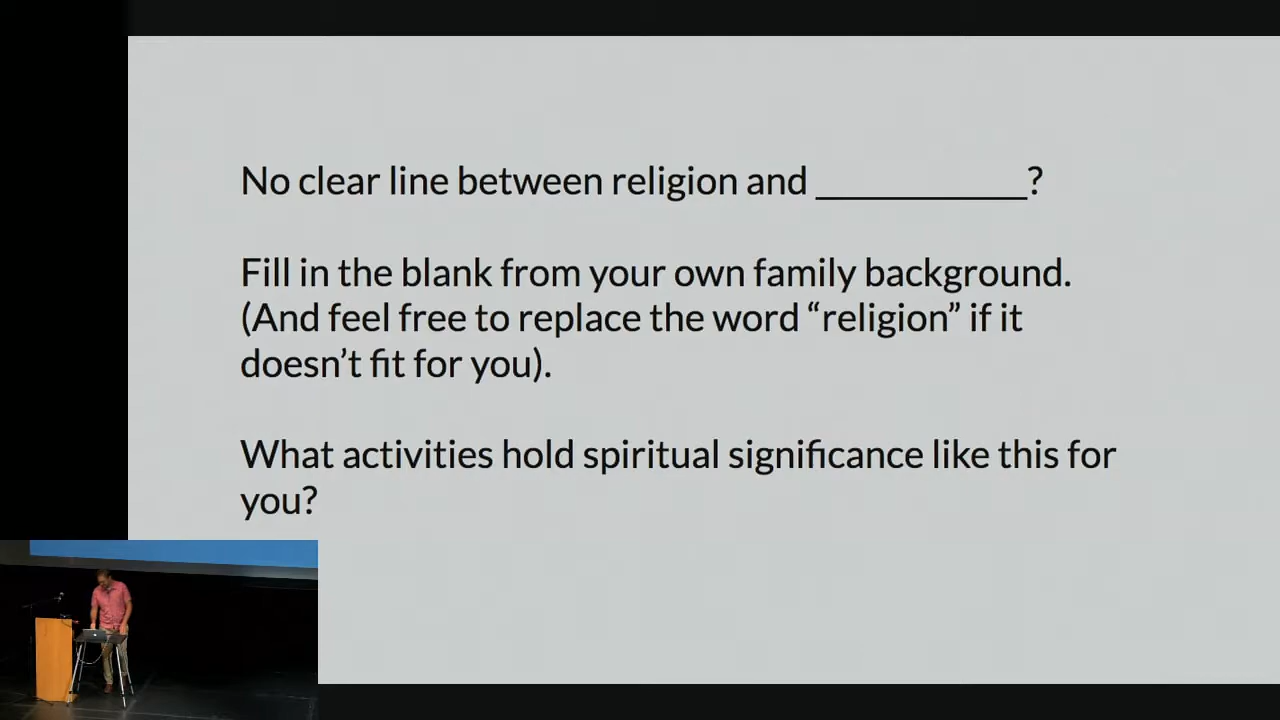 No clear line between religion and ___________?
Fill in the blank from your own family background.
(And feel free to replace the word “religion” if it
doesn’t fit for you).
What activities hold spiritual significance like this for
you?